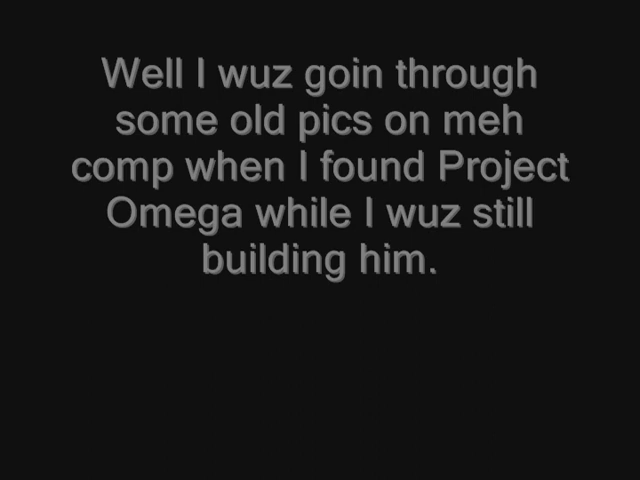 Well I wuz goin through
some old pics on meh
comp when I found Project
Omega while I wuz still
building him.